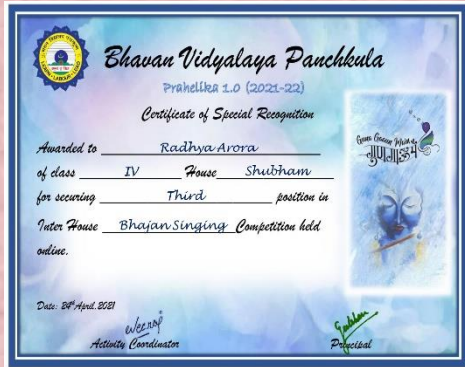 Bhavan Vidyalaya Panchkula
Prahelika 1.0 (2021-22)
Certificate of Special Recognition
Awarded to Radhya Arora
of class IV House Shubham
for securing Third position in
Inter House Bhajan Singing Competition held
online.
Date: 24th April, 2021
Activity Coordinator
Principal